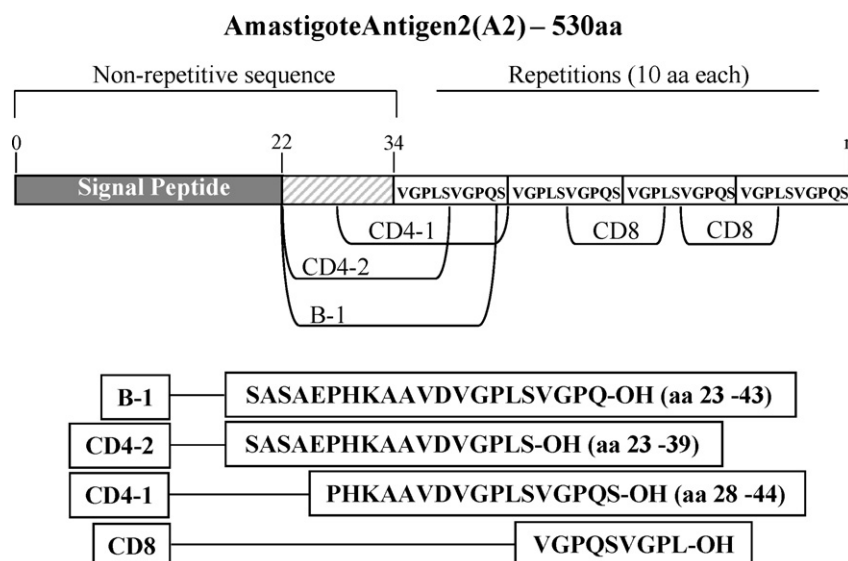 AmastigoteAntigen2(A2) – 530aa
Non-repetitive sequence Repetitions (10 aa each)
0 22 34
Signal Peptide VGPLSVGPQS VGPLSVGPQS VGPLSVGPQS VGPLSVGPQS
CD4-1 CD8 CD8
CD4-2
B-1
B-1 SASAEPHKAAVDVGPLSVGPQ-OH (aa 23 -43)
CD4-2 SASAEPHKAAVDVGPLS-OH (aa 23 -39)
CD4-1 PHKAAVDVGPLSVGPQS-OH (aa 28 -44)
CD8 VGPQSVGPL-OH